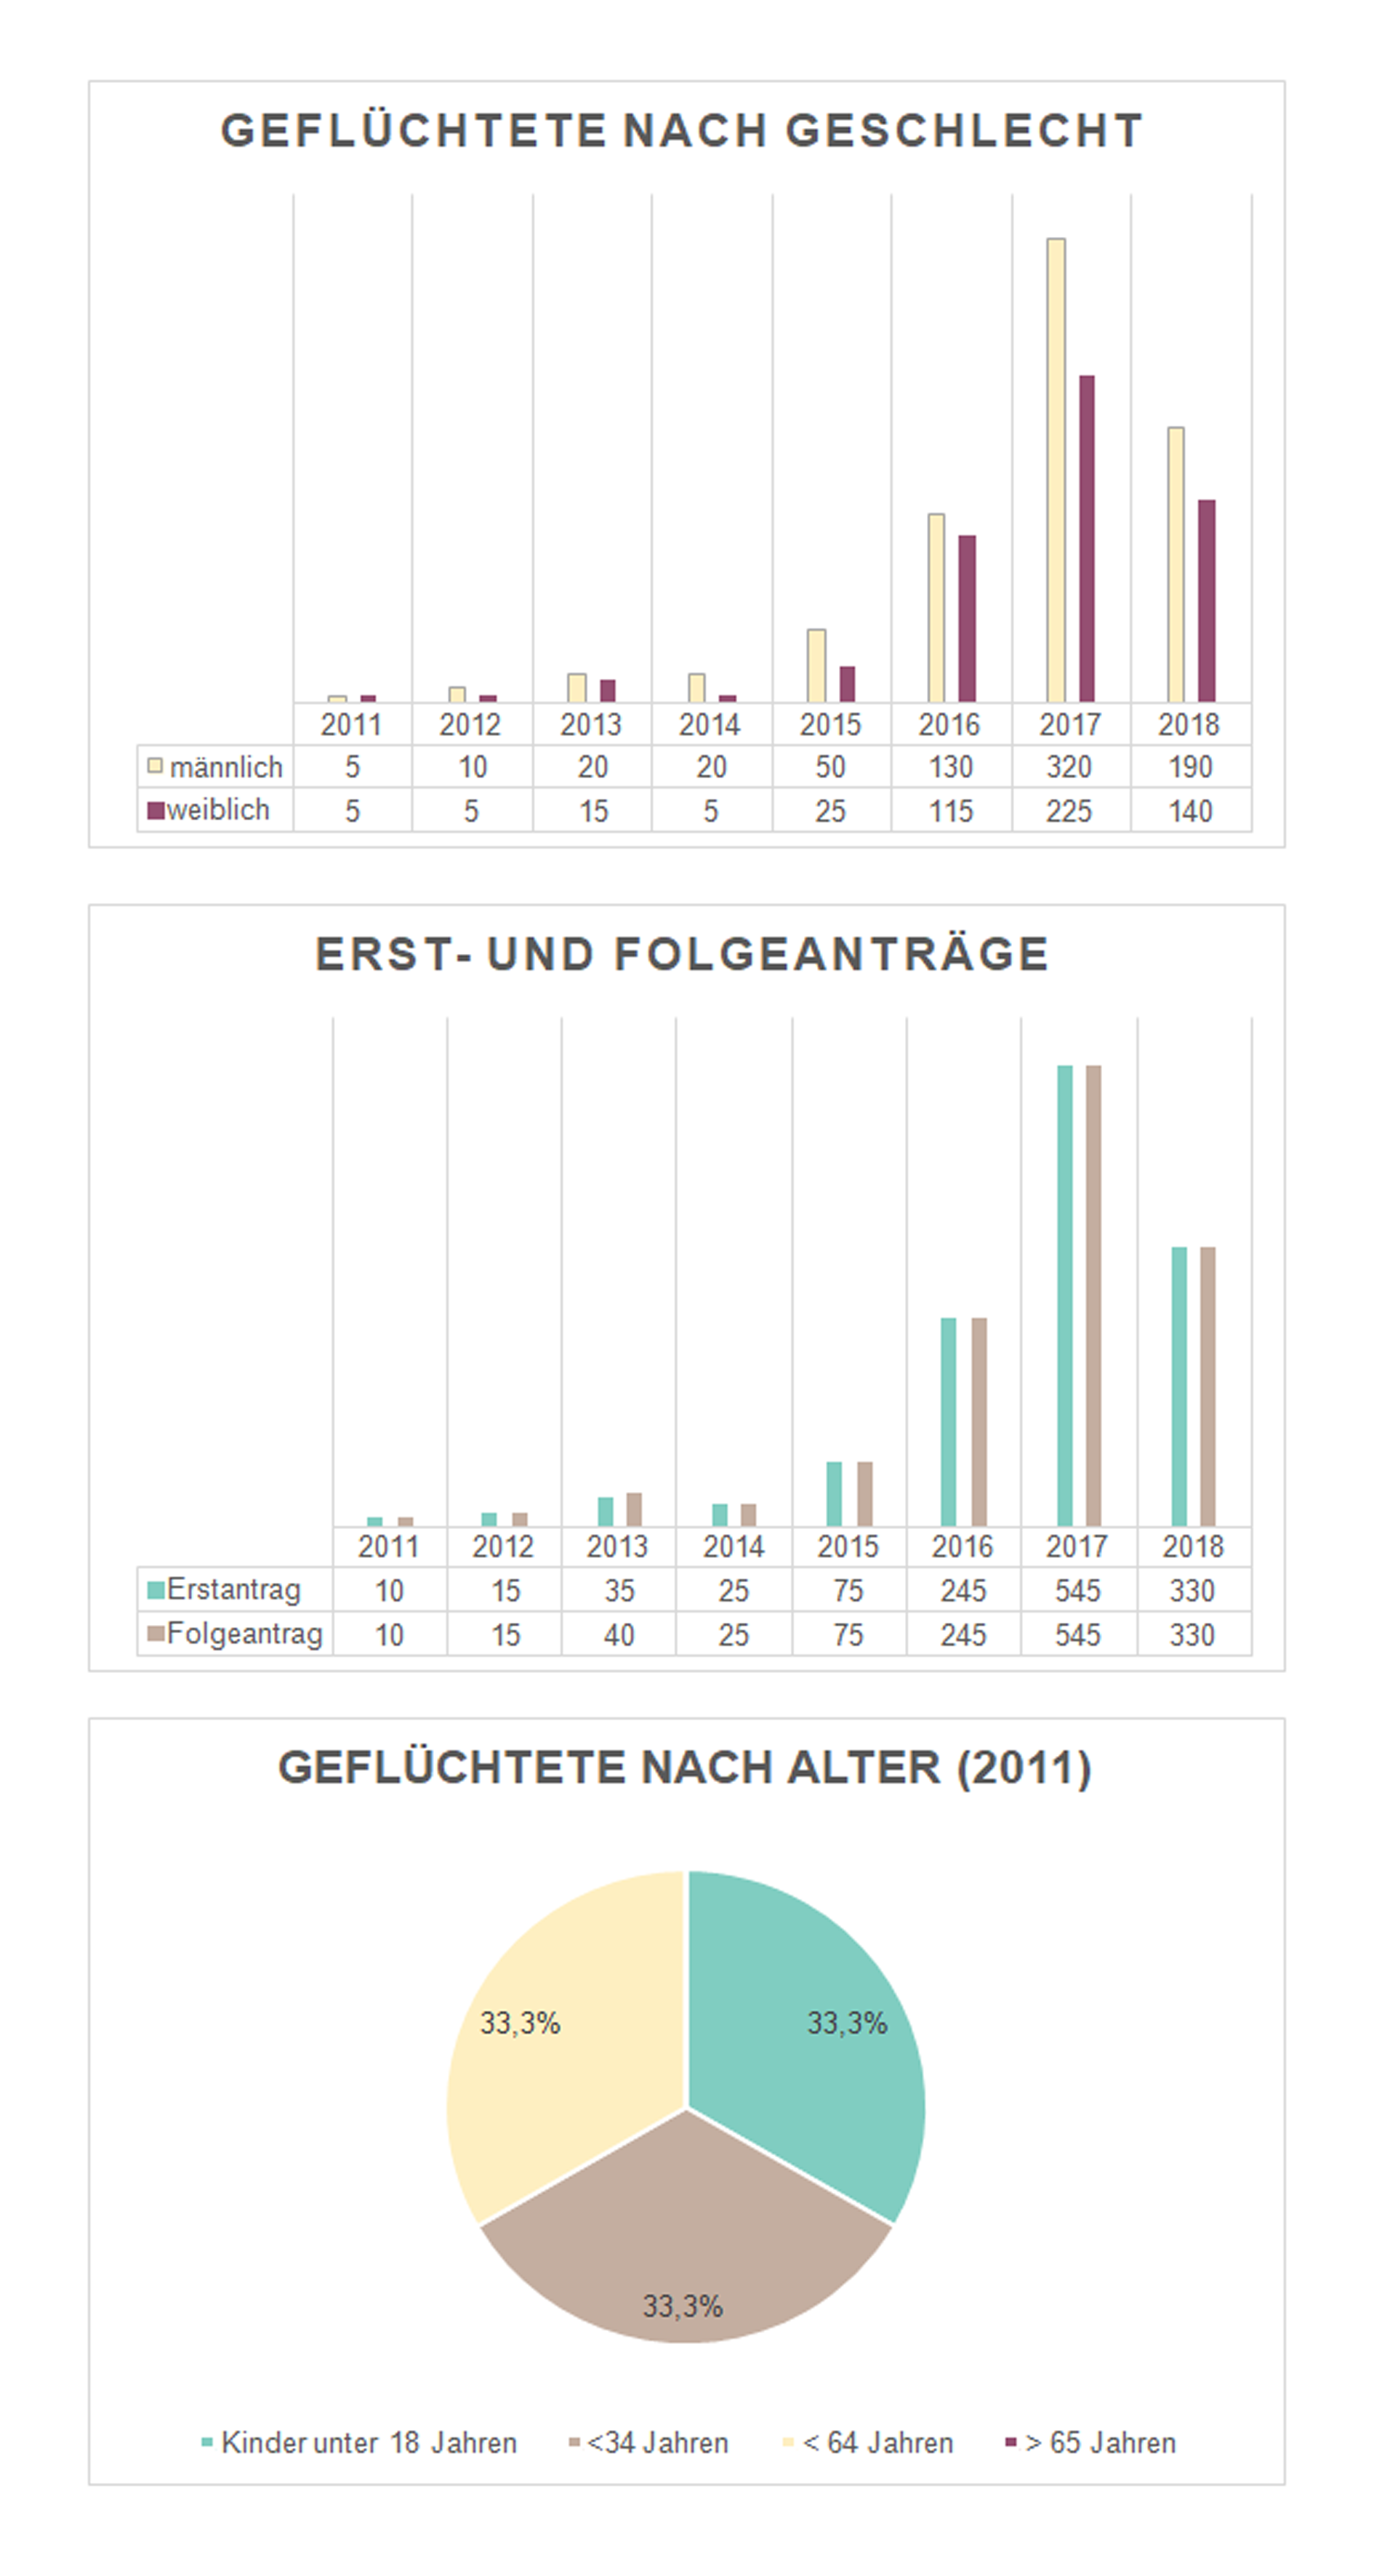 GEFLÜCHTETE NACH GESCHLECHT
2011 2012 2013 2014 2015 2016 2017 2018
männlich 5 10 20 20 50 130 320 190
weiblich 5 5 15 5 25 115 225 140
ERST- UND FOLGEANTRÄGE
2011 2012 2013 2014 2015 2016 2017 2018
Erstantrag 10 15 35 25 75 245 545 330
Folgeantrag 10 15 40 25 75 245 545 330
GEFLÜCHTETE NACH ALTER (2011)
33,3% 33,3%
33,3%
Kinder unter 18 Jahren <34 Jahren < 64 Jahren > 65 Jahren